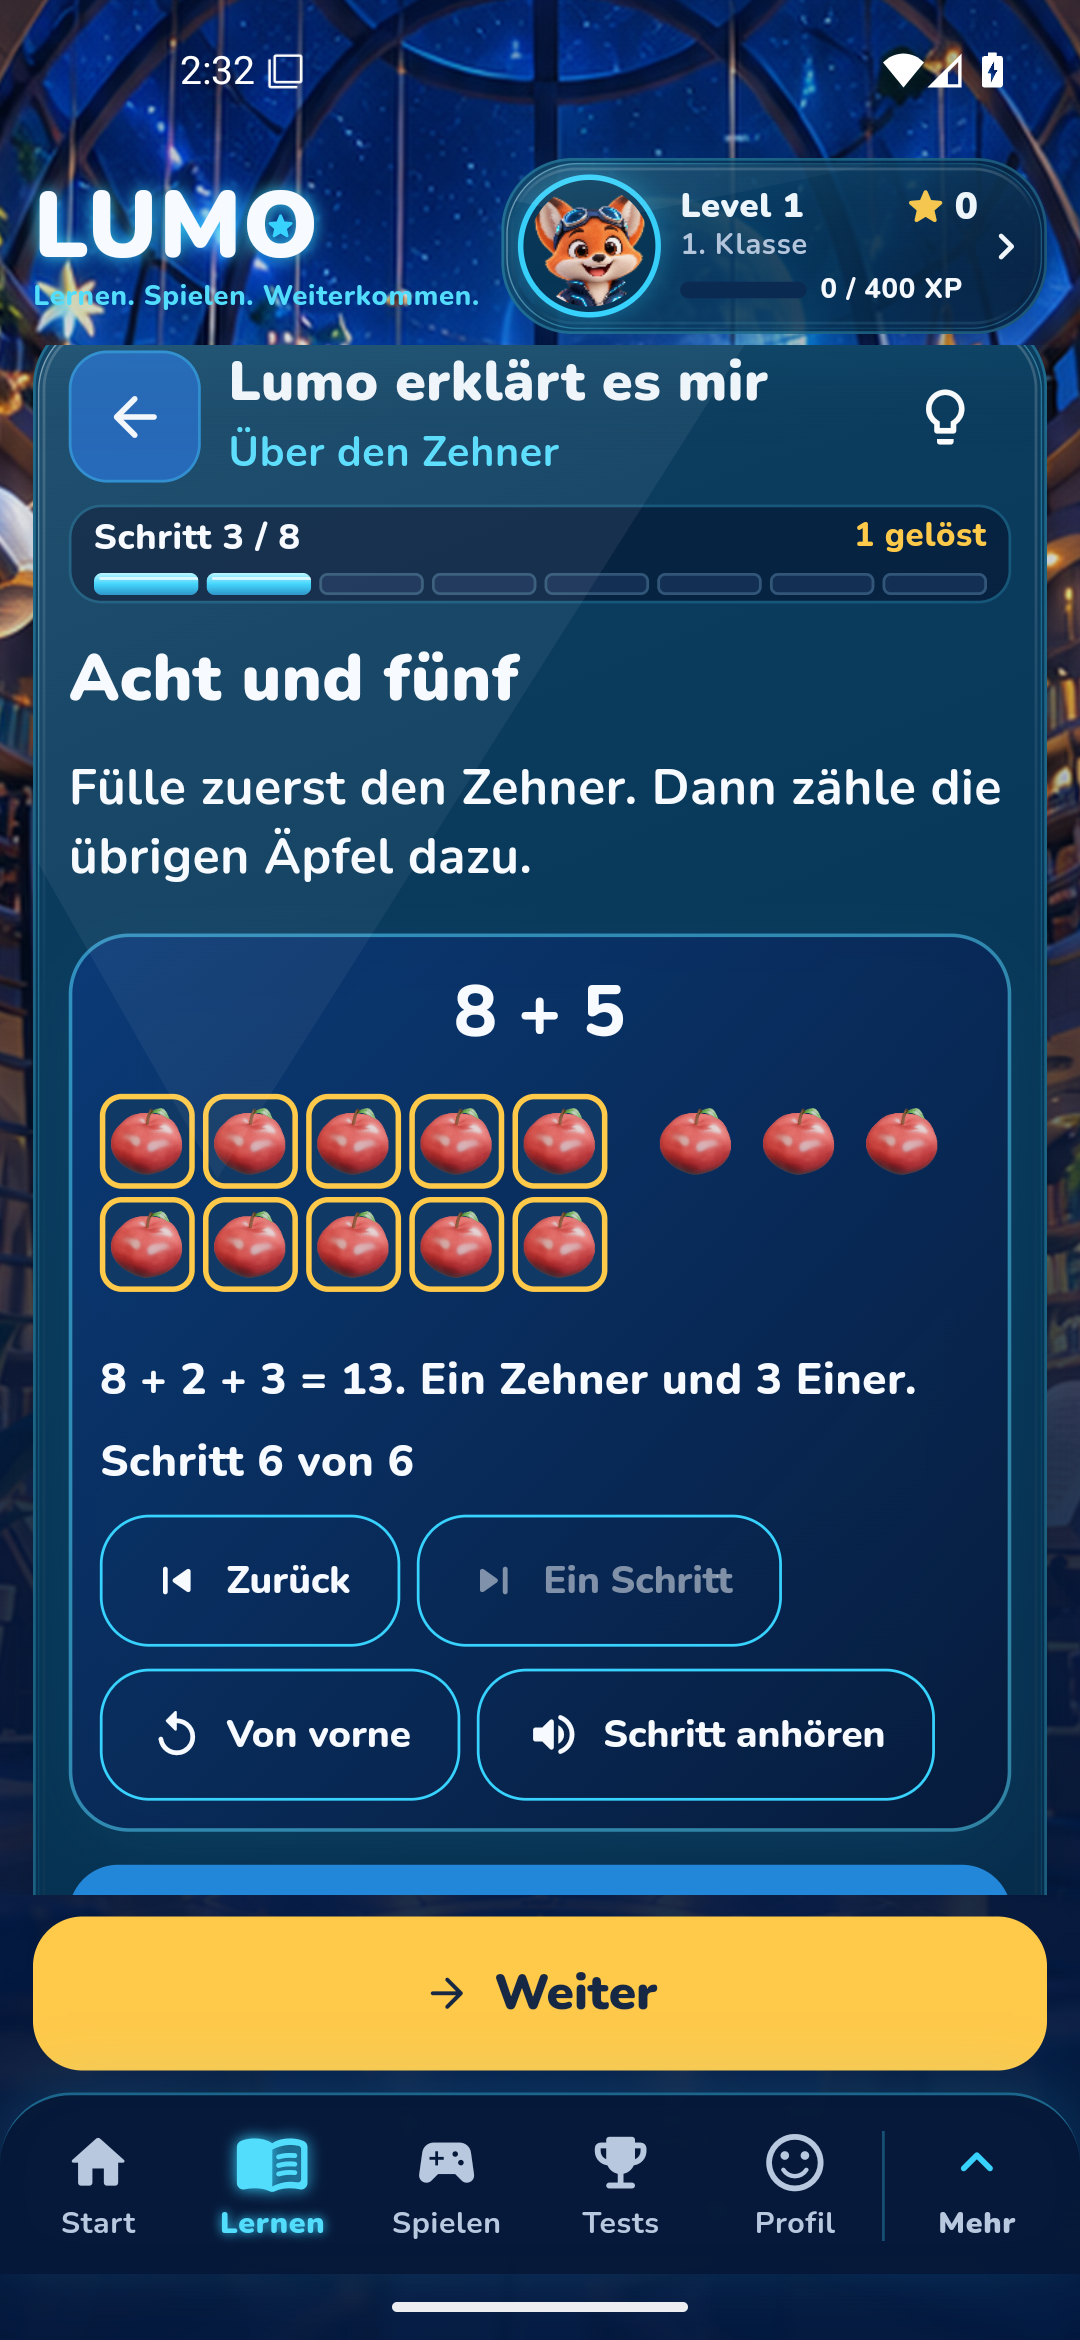 2:32
LUMO
Lernen. Spielen. Weiterkommen.
Level 1
0
1. Klasse
0 / 400 XP
Lumo erklärt es mir
Über den Zehner
Schritt 3 / 8
1 gelöst
Acht und fünf
Fülle zuerst den Zehner. Dann zähle die
übrigen Äpfel dazu.
8 + 5
8 + 2 + 3 = 13. Ein Zehner und 3 Einer.
Schritt 6 von 6
Zurück
Ein Schritt
Von vorne
Schritt anhören
Weiter
Start
Lernen
Spielen
Tests
Profil
Mehr